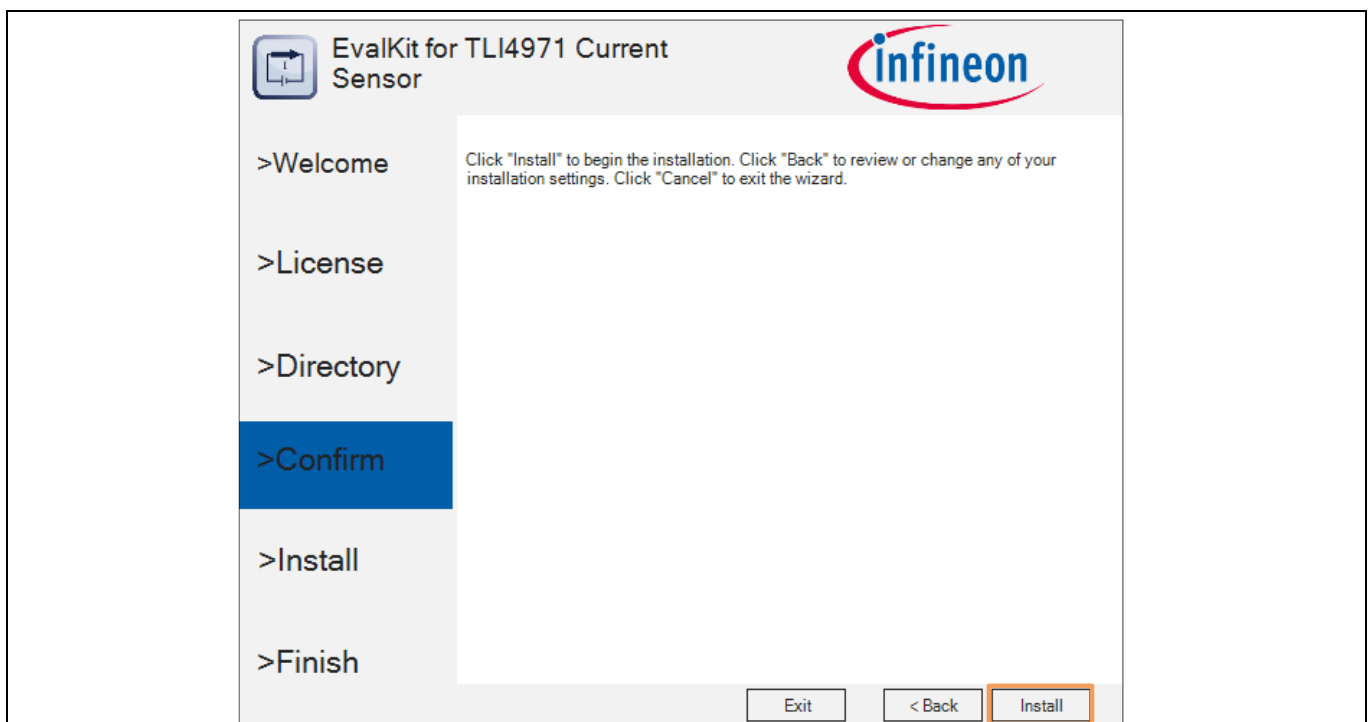 EvalKit for TLI4971 Current
Sensor
infineon
>Welcome
Click "Install" to begin the installation. Click "Back" to review or change any of your
installation settings. Click "Cancel" to exit the wizard.
>License
>Directory
>Confirm
>Install
>Finish
Exit
< Back
Install